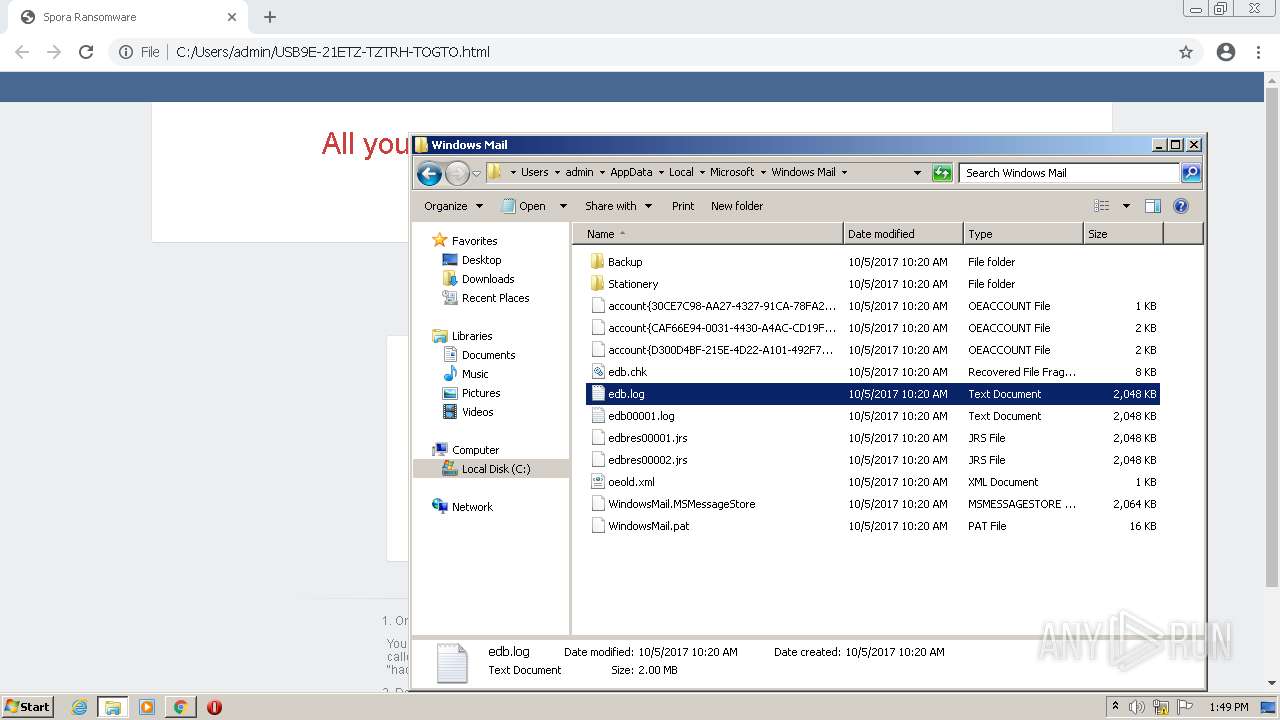 Spora Ransomware
File
C:/Users/admin/USB9E-21ETZ-TZTRH-TOGTO.html
All you
Windows Mail
Users
admin
AppData
Local
Microsoft
Windows Mail
Search Windows Mail
Organize
Open
Share with
Print
New folder
Favorites
Desktop
Downloads
Recent Places
Libraries
Documents
Music
Pictures
Videos
Computer
Local Disk (C:)
Network
Name Date modified Type Size
Backup 10/5/2017 10:20 AM File folder
Stationery 10/5/2017 10:20 AM File folder
account{30CE7C98-AA27-4327-91CA-78FA2... 10/5/2017 10:20 AM OEACCOUNT File 1 KB
account{CAF66E94-0031-4430-A4AC-CD19F... 10/5/2017 10:20 AM OEACCOUNT File 2 KB
account{D300D4BF-215E-4D22-A101-492F7... 10/5/2017 10:20 AM OEACCOUNT File 2 KB
edb.chk 10/5/2017 10:20 AM Recovered File Frag... 8 KB
edb.log 10/5/2017 10:20 AM Text Document 2,048 KB
edb00001.log 10/5/2017 10:20 AM Text Document 2,048 KB
edbres00001.jrs 10/5/2017 10:20 AM JRS File 2,048 KB
edbres00002.jrs 10/5/2017 10:20 AM JRS File 2,048 KB
oeold.xml 10/5/2017 10:20 AM XML Document 1 KB
WindowsMail.MSMessageStore 10/5/2017 10:20 AM MSMESSAGESTORE ... 2,064 KB
WindowsMail.pat 10/5/2017 10:20 AM PAT File 16 KB
edb.log Date modified: 10/5/2017 10:20 AM Date created: 10/5/2017 10:20 AM
Text Document Size: 2.00 MB
ANY RUN
1. Or
You
calle
"ha
Start
1:49 PM